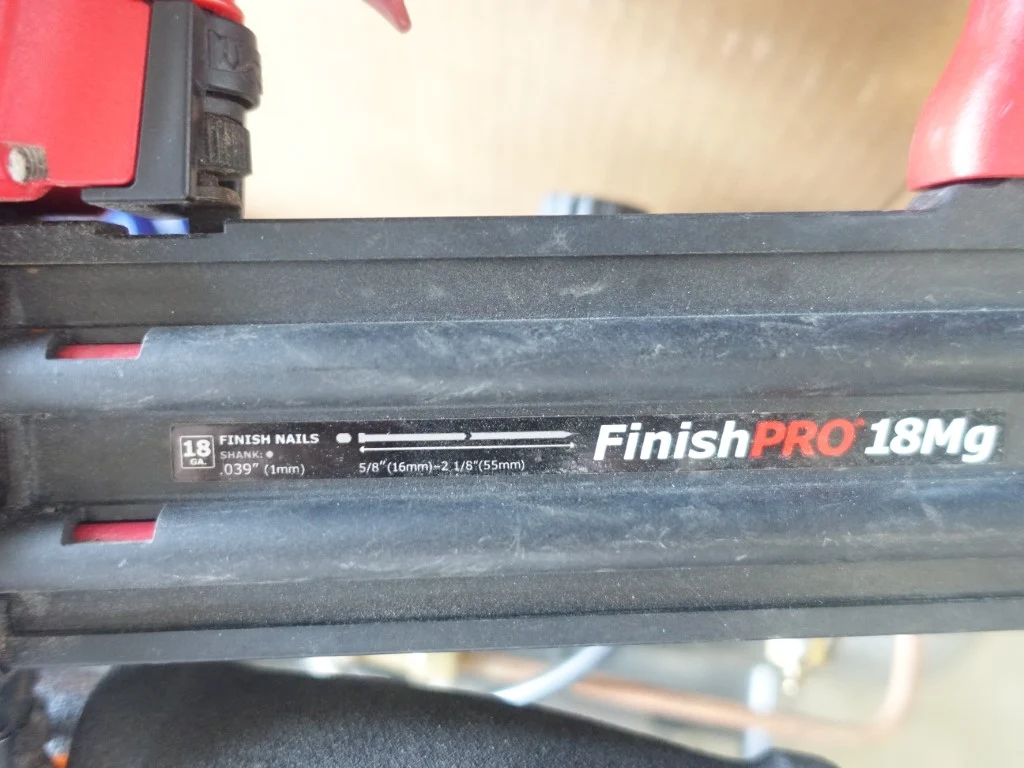 18
GA.
FINISH NAILS
SHANK:
.039" (1mm)
5/8"(16mm)-2 1/8"(55mm)
FinishPRO 18Mg